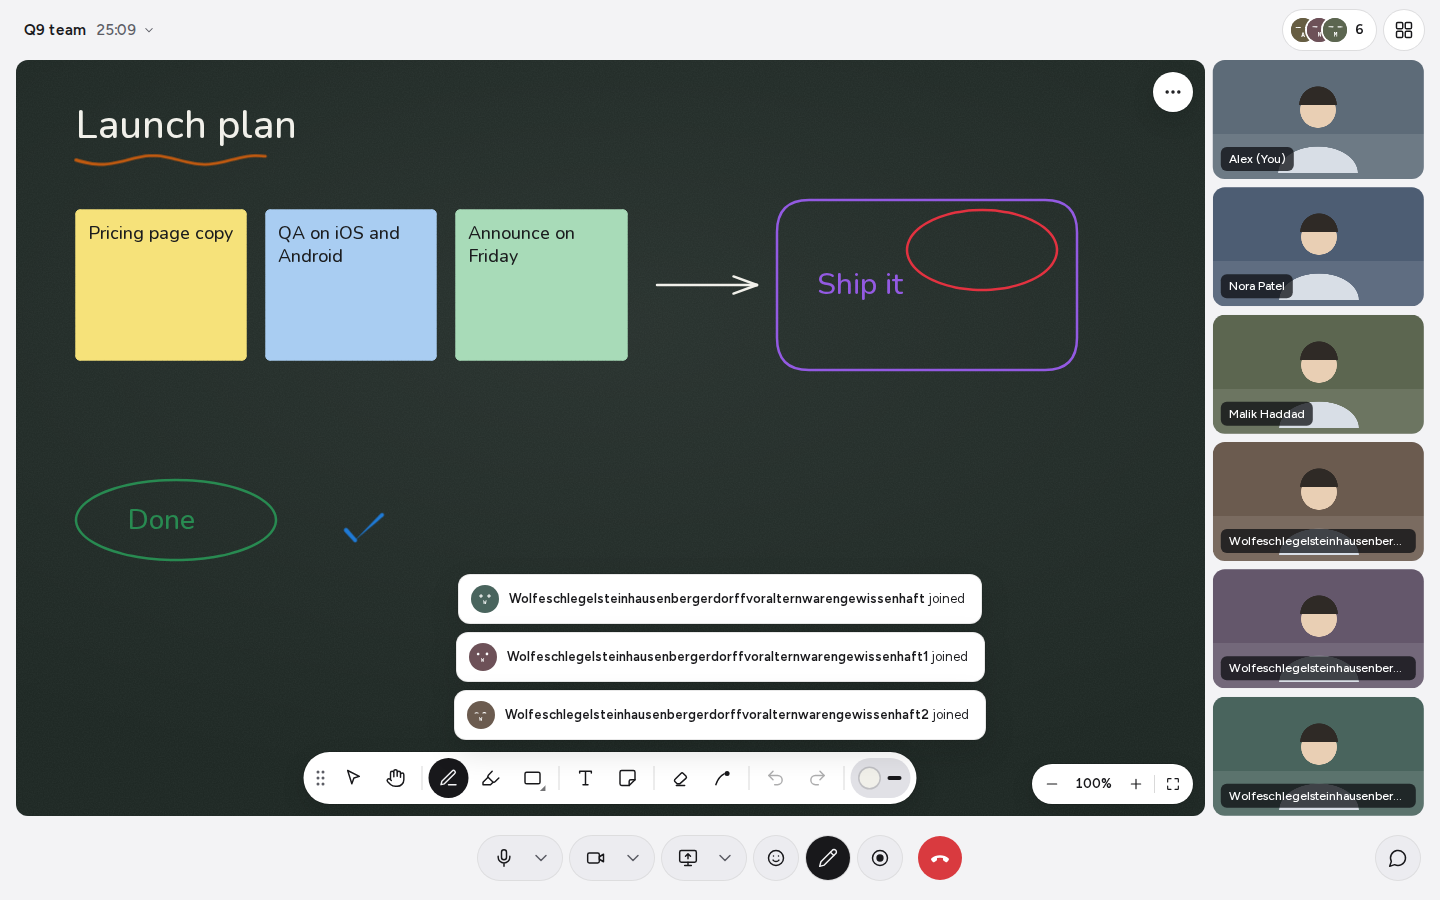 Q9 team 25:09
6
Launch plan
Pricing page copy
QA on iOS and
Android
Announce on
Friday
Ship it
Done
Wolfeschlegelsteinhausenbergerdorffvoralternwarengewissenhaft joined
Wolfeschlegelsteinhausenbergerdorffvoralternwarengewissenhaft1 joined
Wolfeschlegelsteinhausenbergerdorffvoralternwarengewissenhaft2 joined
100%
Alex (You)
Nora Patel
Malik Haddad
Wolfeschlegelsteinhausenber...
Wolfeschlegelsteinhausenber...
Wolfeschlegelsteinhausenber...